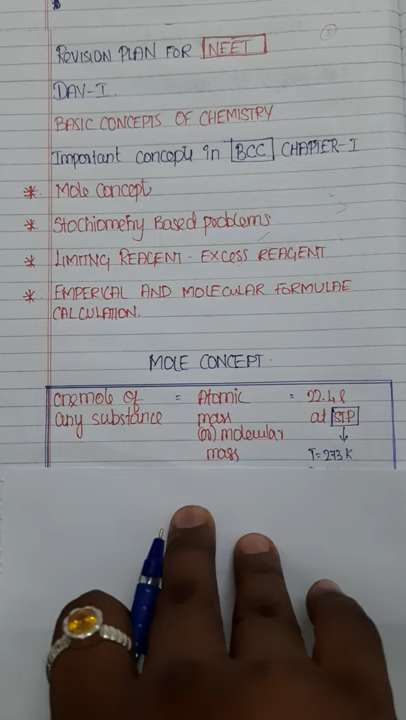 REVISION PLAN FOR NEET
DAY-I.
BASIC CONCEPTS OF CHEMISTRY
Important concepts in BCC CHAPTER-I
* Mole concept
* Stochiometry Based problems
* LIMITING REAGENT - EXCESS REAGENT
* EMPERICAL AND MOLECULAR FORMULAE
CALCULATION.
MOLE CONCEPT.
One mole of = Atomic = 22.4 l
any substance mass at STP
(or) molecular ↓
mass T=273 K